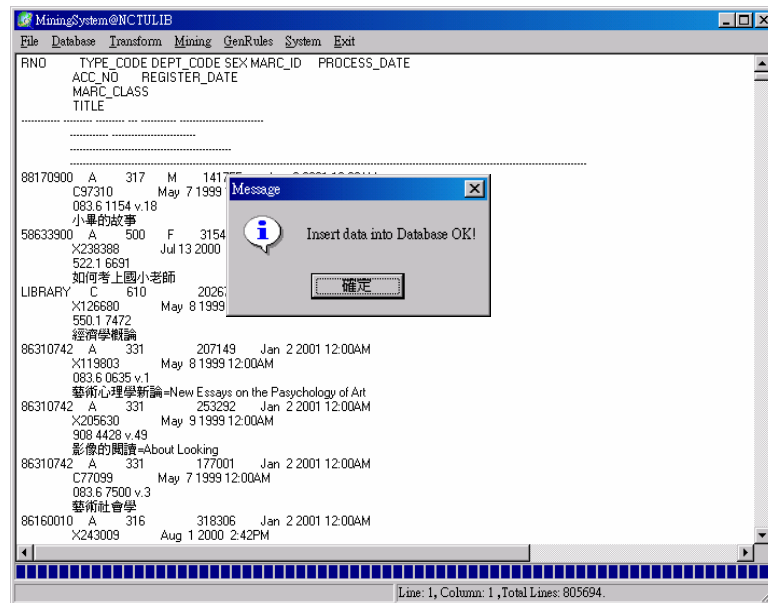 MiningSystem@NCTULIB
File Database Transform Mining GenRules System Exit
RNO TYPE_CODE DEPT_CODE SEX MARC_ID PROCESS_DATE
ACC_NO REGISTER_DATE
MARC_CLASS
TITLE
----------- -------- --------- --- ---------- ------------------------
----------- ------------------------
----------------------------------------------
----------------------------------------------------------------------------------------------------
88170900 A 317 M
C97310 May 7 1999
083.6 1154 v.18
小畢的故事
58633900 A 500 F 3154
X238388 Jul 13 2000
522.1 6691
如何考上國小老師
LIBRARY C 610
X126680 May 8 1999
550.1 7472
經濟學概論
Message
Insert data into Database OK!
確定
86310742 A 331 207149 Jan 2 2001 12:00AM
X119803 May 8 1999 12:00AM
083.6 0635 v.1
藝術心理學新論=New Essays on the Pasychology of Art
86310742 A 331 253292 Jan 2 2001 12:00AM
X205630 May 9 1999 12:00AM
908 4428 v.49
影像的閱讀=About Looking
86310742 A 331 177001 Jan 2 2001 12:00AM
C77099 May 7 1999 12:00AM
083.6 7500 v.3
藝術社會學
86160010 A 316 318306 Jan 2 2001 12:00AM
X243009 Aug 1 2000 2:42PM
Line: 1, Column: 1 ,Total Lines: 805694.